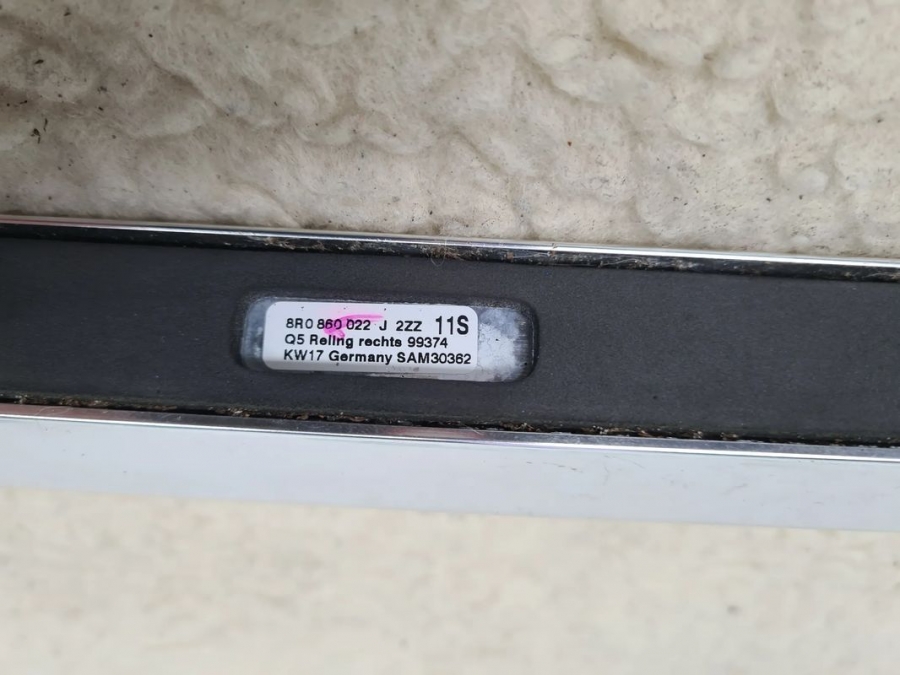 8R0 860 022 J 2ZZ 11S
Q5 Reling rechts 99374
KW17 Germany SAM30362